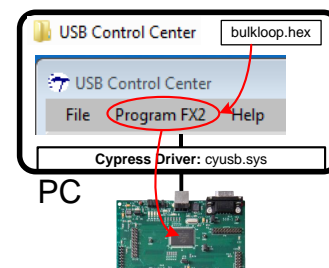 USB Control Center
bulkloop.hex
USB Control Center
File Program FX2 Help
Cypress Driver: cyusb.sys
PC